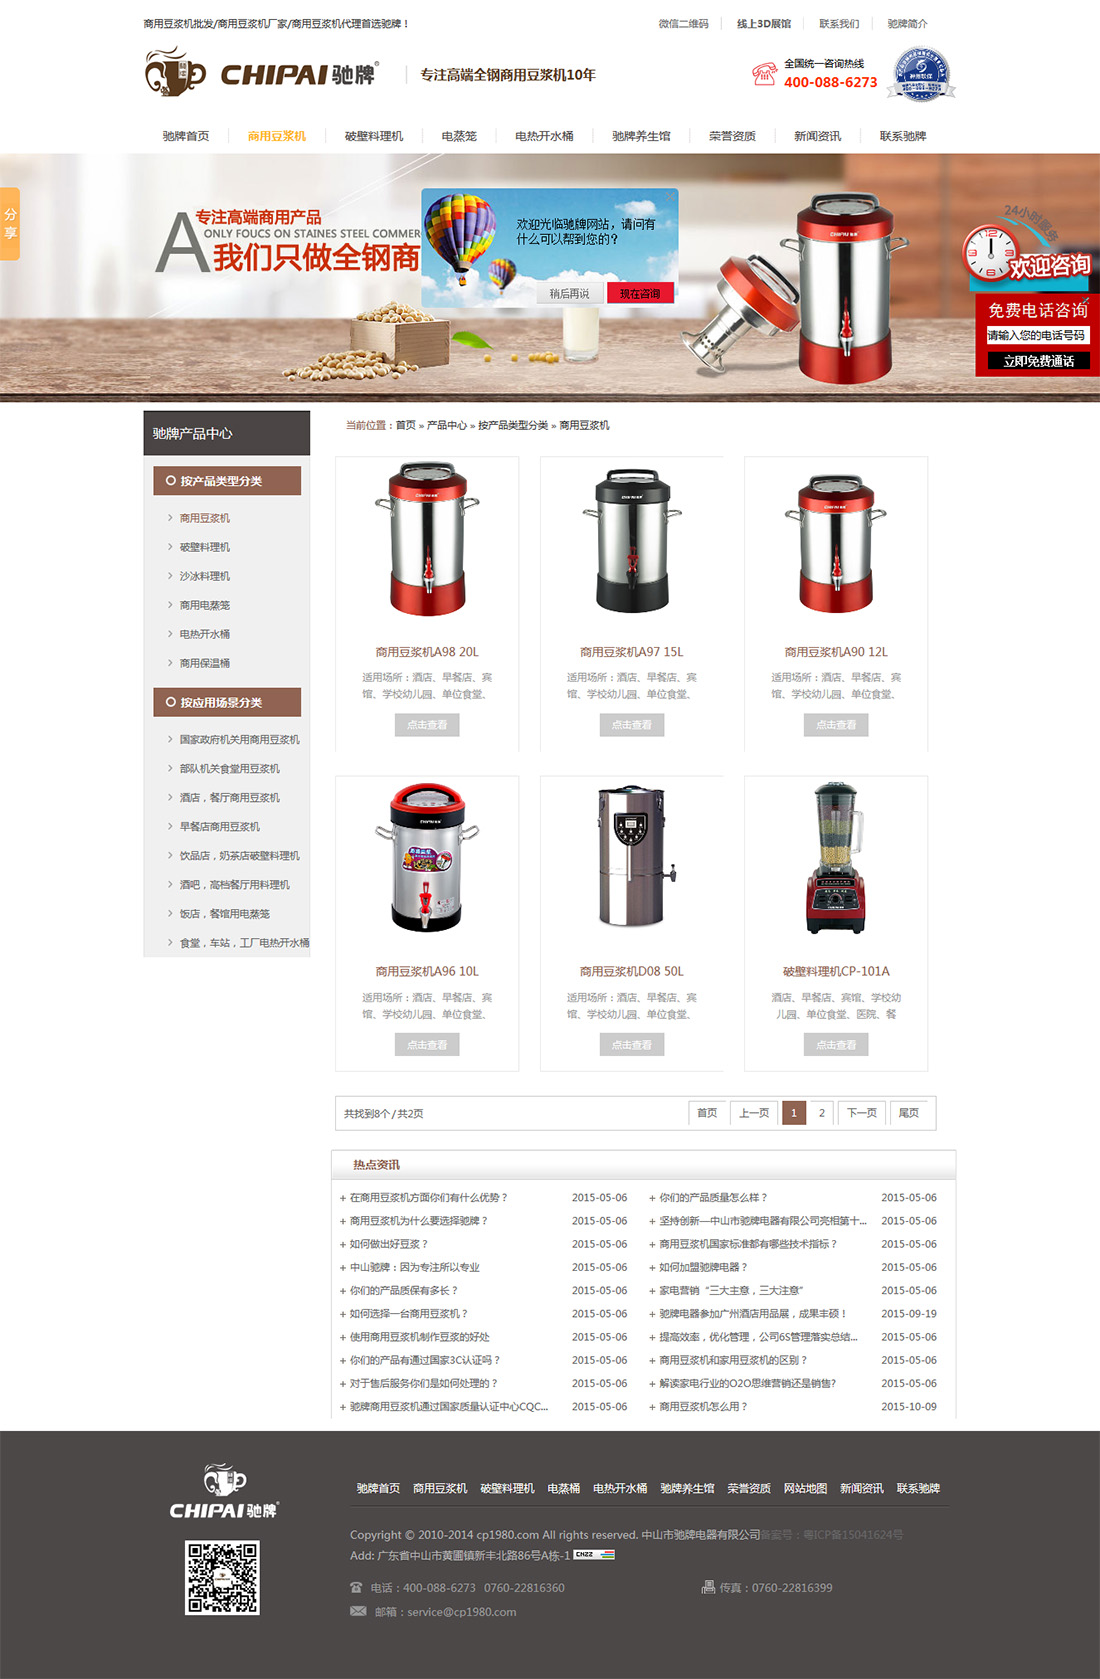 商用豆浆机批发/商用豆浆机厂家/商用豆浆机代理首选驰牌！
微信二维码 线上3D展馆 联系我们 驰牌简介
CHIPAI 驰牌® 专注高端全钢商用豆浆机10年
全国统一咨询热线
400-088-6273
驰牌首页 商用豆浆机 破壁料理机 电蒸笼 电热开水桶 驰牌养生馆 荣誉资质 新闻资讯 联系驰牌
分享
专注高端商用产品
A ONLY FOUCS ON STAINES STEEL COMMER
我们只做全钢商
欢迎光临驰牌网站，请问有
什么可以帮到您的？
稍后再说 现在咨询
24小时服务
欢迎咨询
免费电话咨询
请输入您的电话号码
立即免费通话
驰牌产品中心
当前位置：首页 » 产品中心 » 按产品类型分类 » 商用豆浆机
按产品类型分类
商用豆浆机
破壁料理机
沙冰料理机
商用电蒸笼
电热开水桶
商用保温桶
按应用场景分类
国家政府机关用商用豆浆机
部队机关食堂用豆浆机
酒店，餐厅商用豆浆机
早餐店商用豆浆机
饮品店，奶茶店破壁料理机
酒吧，高档餐厅用料理机
饭店，餐馆用电蒸笼
食堂，车站，工厂电热开水桶
商用豆浆机A98 20L
适用场所：酒店、早餐店、宾
馆、学校幼儿园、单位食堂、
点击查看
商用豆浆机A97 15L
适用场所：酒店、早餐店、宾
馆、学校幼儿园、单位食堂、
点击查看
商用豆浆机A90 12L
适用场所：酒店、早餐店、宾
馆、学校幼儿园、单位食堂、
点击查看
商用豆浆机A96 10L
适用场所：酒店、早餐店、宾
馆、学校幼儿园、单位食堂、
点击查看
商用豆浆机D08 50L
适用场所：酒店、早餐店、宾
馆、学校幼儿园、单位食堂、
点击查看
破壁料理机CP-101A
酒店、早餐店、宾馆、学校幼
儿园、单位食堂、医院、餐
点击查看
共找到8个 / 共2页 首页 上一页 1 2 下一页 尾页
热点资讯
+ 在商用豆浆机方面你们有什么优势？ 2015-05-06 + 你们的产品质量怎么样？ 2015-05-06
+ 商用豆浆机为什么要选择驰牌？ 2015-05-06 + 坚持创新—中山市驰牌电器有限公司亮相第十... 2015-05-06
+ 如何做出好豆浆？ 2015-05-06 + 商用豆浆机国家标准都有哪些技术指标？ 2015-05-06
+ 中山驰牌：因为专注所以专业 2015-05-06 + 如何加盟驰牌电器？ 2015-05-06
+ 你们的产品质保有多长？ 2015-05-06 + 家电营销“三大主意，三大注意” 2015-05-06
+ 如何选择一台商用豆浆机？ 2015-05-06 + 驰牌电器参加广州酒店用品展，成果丰硕！ 2015-09-19
+ 使用商用豆浆机制作豆浆的好处 2015-05-06 + 提高效率，优化管理，公司6S管理落实总结... 2015-05-06
+ 你们的产品有通过国家3C认证吗？ 2015-05-06 + 商用豆浆机和家用豆浆机的区别？ 2015-05-06
+ 对于售后服务你们是如何处理的？ 2015-05-06 + 解读家电行业的O2O思维营销还是销售? 2015-05-06
+ 驰牌商用豆浆机通过国家质量认证中心CQC... 2015-05-06 + 商用豆浆机怎么用？ 2015-10-09
CHIPAI 驰牌®
驰牌首页 商用豆浆机 破壁料理机 电蒸桶 电热开水桶 驰牌养生馆 荣誉资质 网站地图 新闻资讯 联系驰牌
Copyright © 2010-2014 cp1980.com All rights reserved. 中山市驰牌电器有限公司备案号：粤ICP备15041624号
Add: 广东省中山市黄圃镇新丰北路86号A栋-1 CNZZ
电话：400-088-6273 0760-22816360 传真：0760-22816399
邮箱：service@cp1980.com